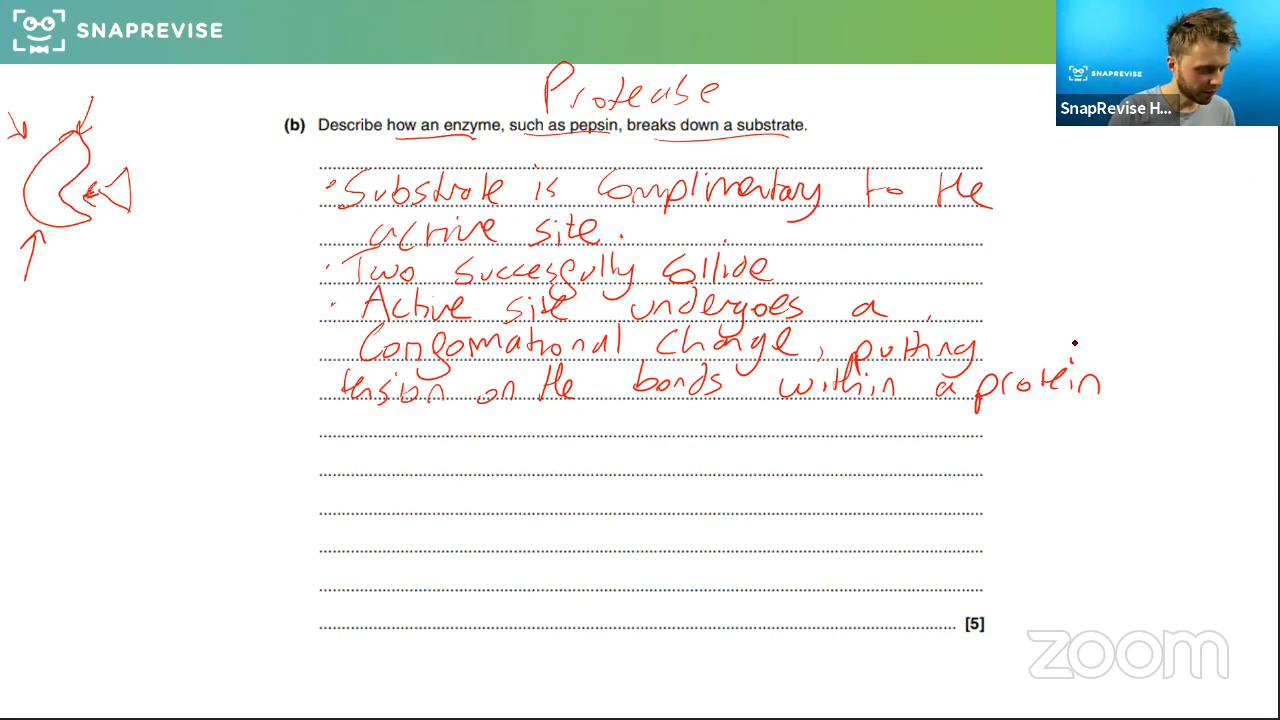 SNAPREVISE
SNAPREVISE
SnapRevise H...
Protease
(b) Describe how an enzyme, such as pepsin, breaks down a substrate.
• Substrate is complimentary to the
active site.
• Two successfully collide
• Active site undergoes a
conformational change, putting
tension on the bonds within a protein
[5]
zoom